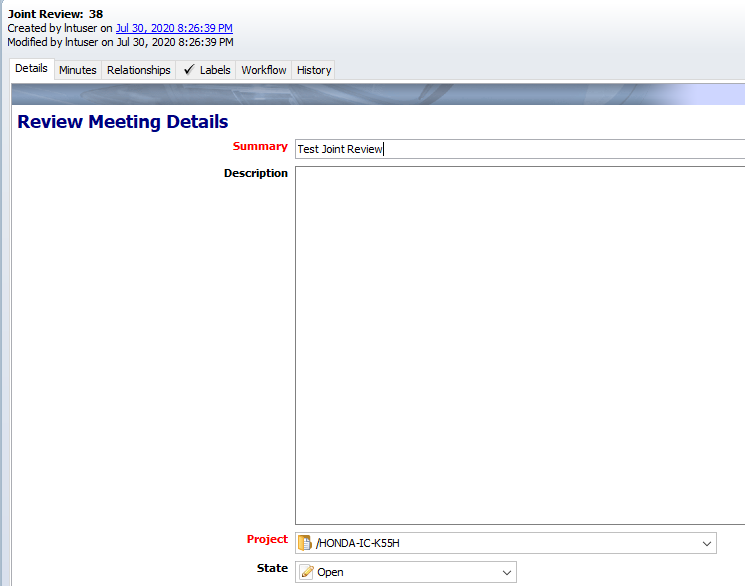 Joint Review: 38
Created by lntuser on Jul 30, 2020 8:26:39 PM
Modified by lntuser on Jul 30, 2020 8:26:39 PM
Details Minutes Relationships Labels Workflow History
Review Meeting Details
Summary Test Joint Review
Description
Project /HONDA-IC-K55H
State Open